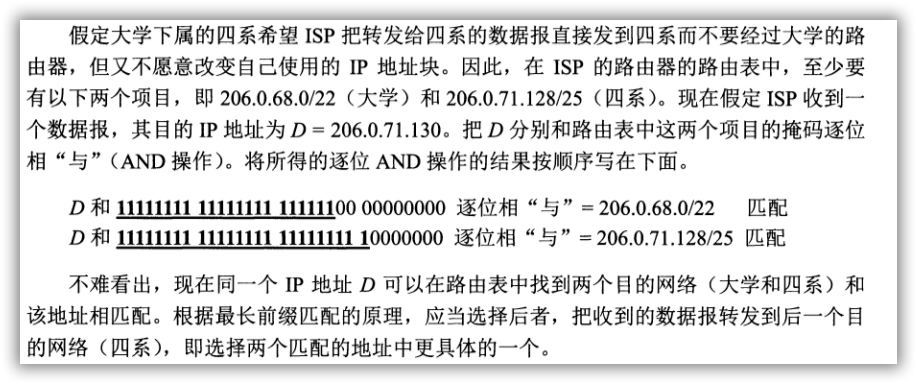 假定大学下属的四系希望 ISP 把转发给四系的数据报直接发到四系而不要经过大学的路
由器，但又不愿意改变自己使用的 IP 地址块。因此，在 ISP 的路由器的路由表中，至少要
有以下两个项目，即 206.0.68.0/22（大学）和 206.0.71.128/25（四系）。现在假定 ISP 收到一
个数据报，其目的 IP 地址为 D = 206.0.71.130。把 D 分别和路由表中这两个项目的掩码逐位
相“与”（AND 操作）。将所得的逐位 AND 操作的结果按顺序写在下面。
D 和 11111111 11111111 11111100 00000000 逐位相“与”= 206.0.68.0/22 匹配
D 和 11111111 11111111 11111111 10000000 逐位相“与”= 206.0.71.128/25 匹配
不难看出，现在同一个 IP 地址 D 可以在路由表中找到两个目的网络（大学和四系）和
该地址相匹配。根据最长前缀匹配的原理，应当选择后者，把收到的数据报转发到后一个目
的网络（四系），即选择两个匹配的地址中更具体的一个。